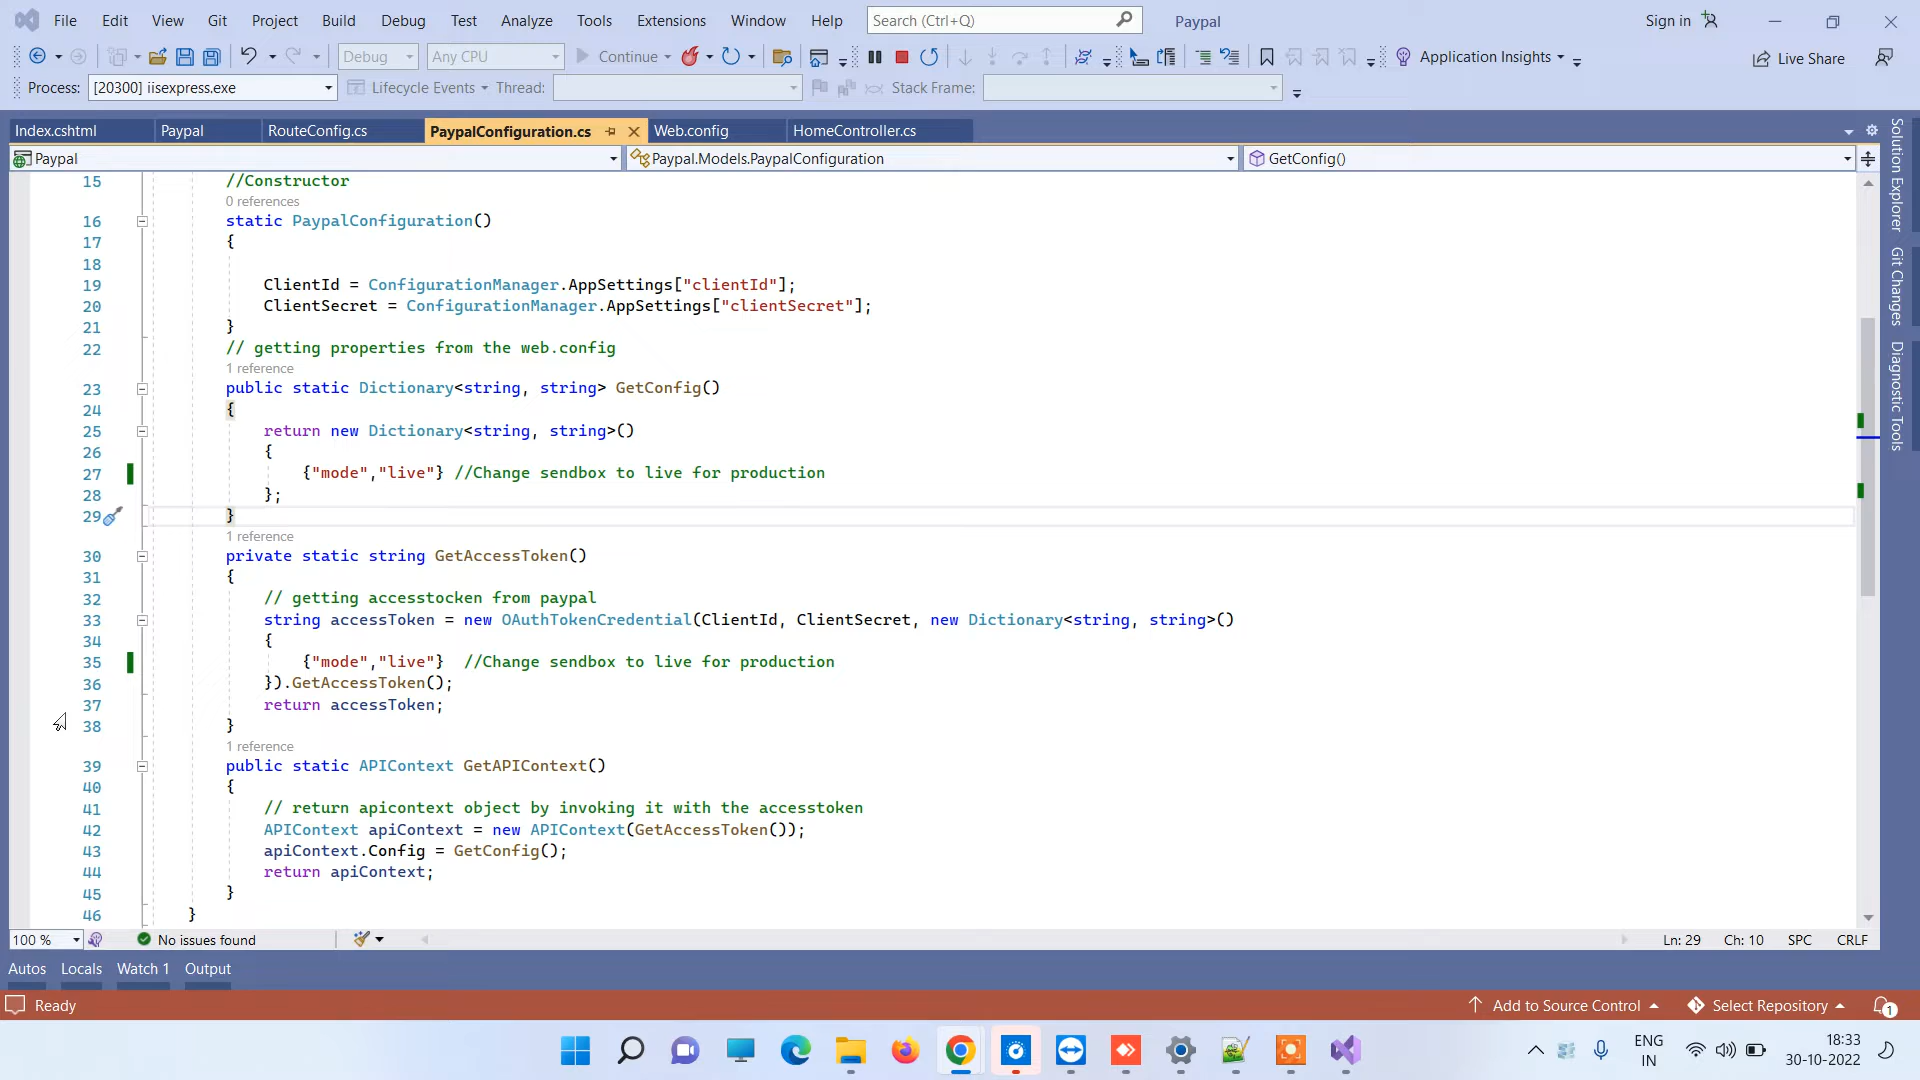 File Edit View Git Project Build Debug Test Analyze Tools Extensions Window Help Search (Ctrl+Q) Paypal Sign in
Debug Any CPU Continue Application Insights Live Share
Process: [20300] iisexpress.exe Lifecycle Events Thread: Stack Frame:
Index.cshtml Paypal RouteConfig.cs PaypalConfiguration.cs Web.config HomeController.cs
Paypal Paypal.Models.PaypalConfiguration GetConfig()
15 //Constructor
0 references
16 static PaypalConfiguration()
17 {
18
19 ClientId = ConfigurationManager.AppSettings["clientId"];
20 ClientSecret = ConfigurationManager.AppSettings["clientSecret"];
21 }
22 // getting properties from the web.config
1 reference
23 public static Dictionary<string, string> GetConfig()
24 {
25 return new Dictionary<string, string>()
26 {
27 {"mode","live"} //Change sendbox to live for production
28 };
29 }
1 reference
30 private static string GetAccessToken()
31 {
32 // getting accesstocken from paypal
33 string accessToken = new OAuthTokenCredential(ClientId, ClientSecret, new Dictionary<string, string>()
34 {
35 {"mode","live"} //Change sendbox to live for production
36 }).GetAccessToken();
37 return accessToken;
38 }
1 reference
39 public static APIContext GetAPIContext()
40 {
41 // return apicontext object by invoking it with the accesstoken
42 APIContext apiContext = new APIContext(GetAccessToken());
43 apiContext.Config = GetConfig();
44 return apiContext;
45 }
46 }
Solution Explorer
Git Changes
Diagnostic Tools
100 % No issues found Ln: 29 Ch: 10 SPC CRLF
Autos Locals Watch 1 Output
Ready Add to Source Control Select Repository 1
ENG
IN
18:33
30-10-2022